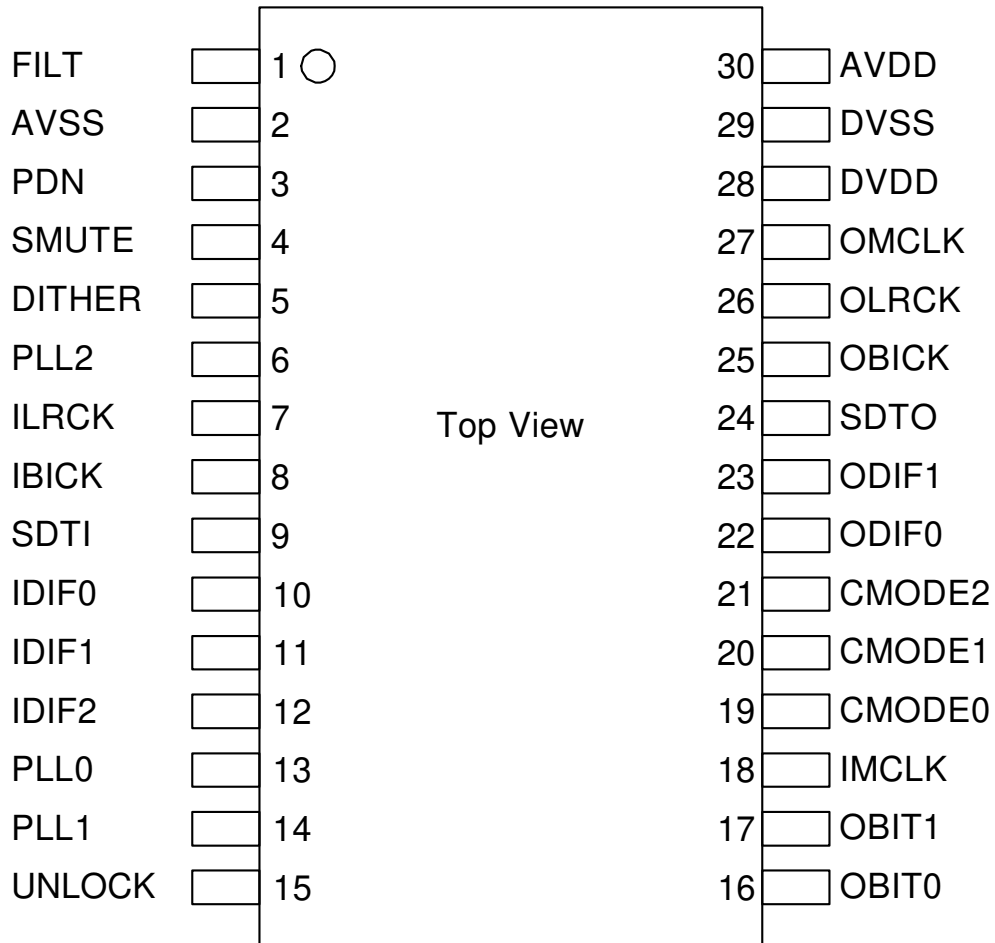 FILT 1 30 AVDD
AVSS 2 29 DVSS
PDN 3 28 DVDD
SMUTE 4 27 OMCLK
DITHER 5 26 OLRCK
PLL2 6 25 OBICK
ILRCK 7 Top View 24 SDTO
IBICK 8 23 ODIF1
SDTI 9 22 ODIF0
IDIF0 10 21 CMODE2
IDIF1 11 20 CMODE1
IDIF2 12 19 CMODE0
PLL0 13 18 IMCLK
PLL1 14 17 OBIT1
UNLOCK 15 16 OBIT0